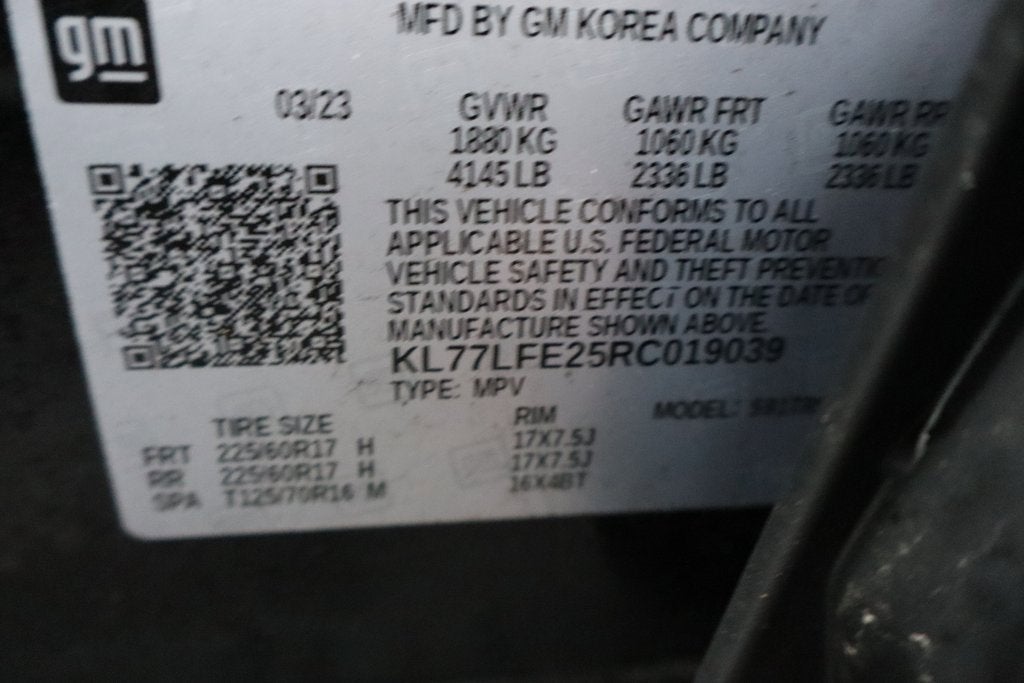 gm
MFD BY GM KOREA COMPANY
03/23 GVWR GAWR FRT GAWR RR
1880 KG 1060 KG 1060 KG
4145 LB 2336 LB 2336 LB
THIS VEHICLE CONFORMS TO ALL
APPLICABLE U.S. FEDERAL MOTOR
VEHICLE SAFETY AND THEFT PREVENTIO
STANDARDS IN EFFECT ON THE DATE OF
MANUFACTURE SHOWN ABOVE.
KL77LFE25RC019039
TYPE: MPV MODEL:
TIRE SIZE RIM
FRT 225/60R17 H 17X7.5J
RR 225/60R17 H 17X7.5J
SPA T125/70R16 M 16X4BT